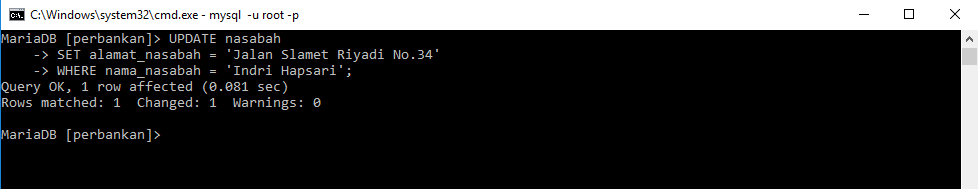 C:\Windows\system32\cmd.exe - mysql -u root -p
MariaDB [perbankan]> UPDATE nasabah
    -> SET alamat_nasabah = 'Jalan Slamet Riyadi No.34'
    -> WHERE nama_nasabah = 'Indri Hapsari';
Query OK, 1 row affected (0.081 sec)
Rows matched: 1  Changed: 1  Warnings: 0
MariaDB [perbankan]>